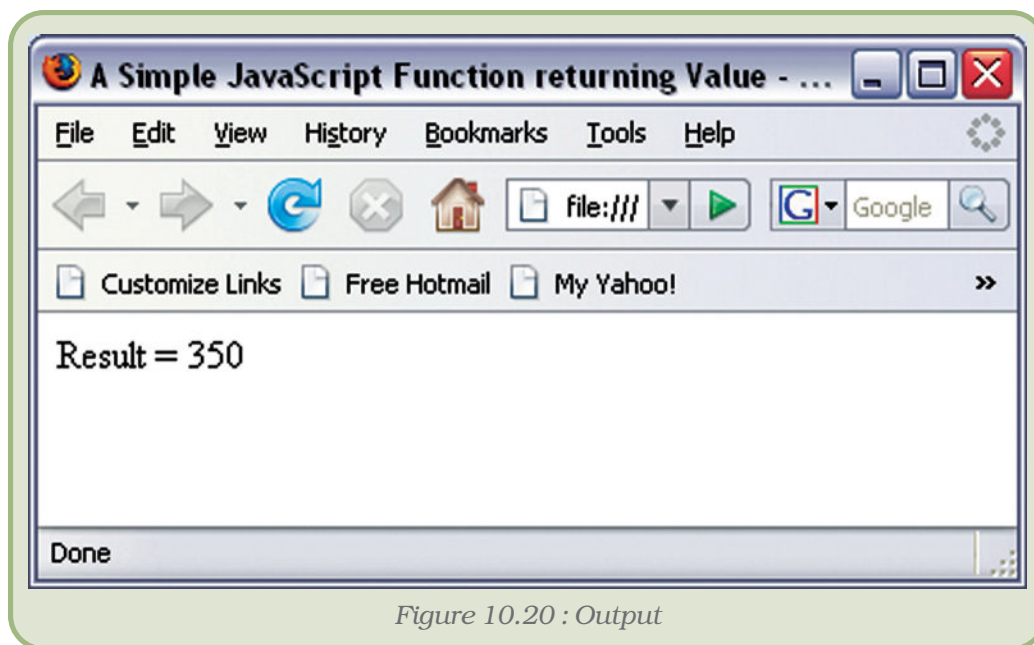 A Simple JavaScript Function returning Value - ...
File Edit View History Bookmarks Tools Help
file:/// G Google
Customize Links Free Hotmail My Yahoo! »
Result = 350
Done
Figure 10.20 : Output